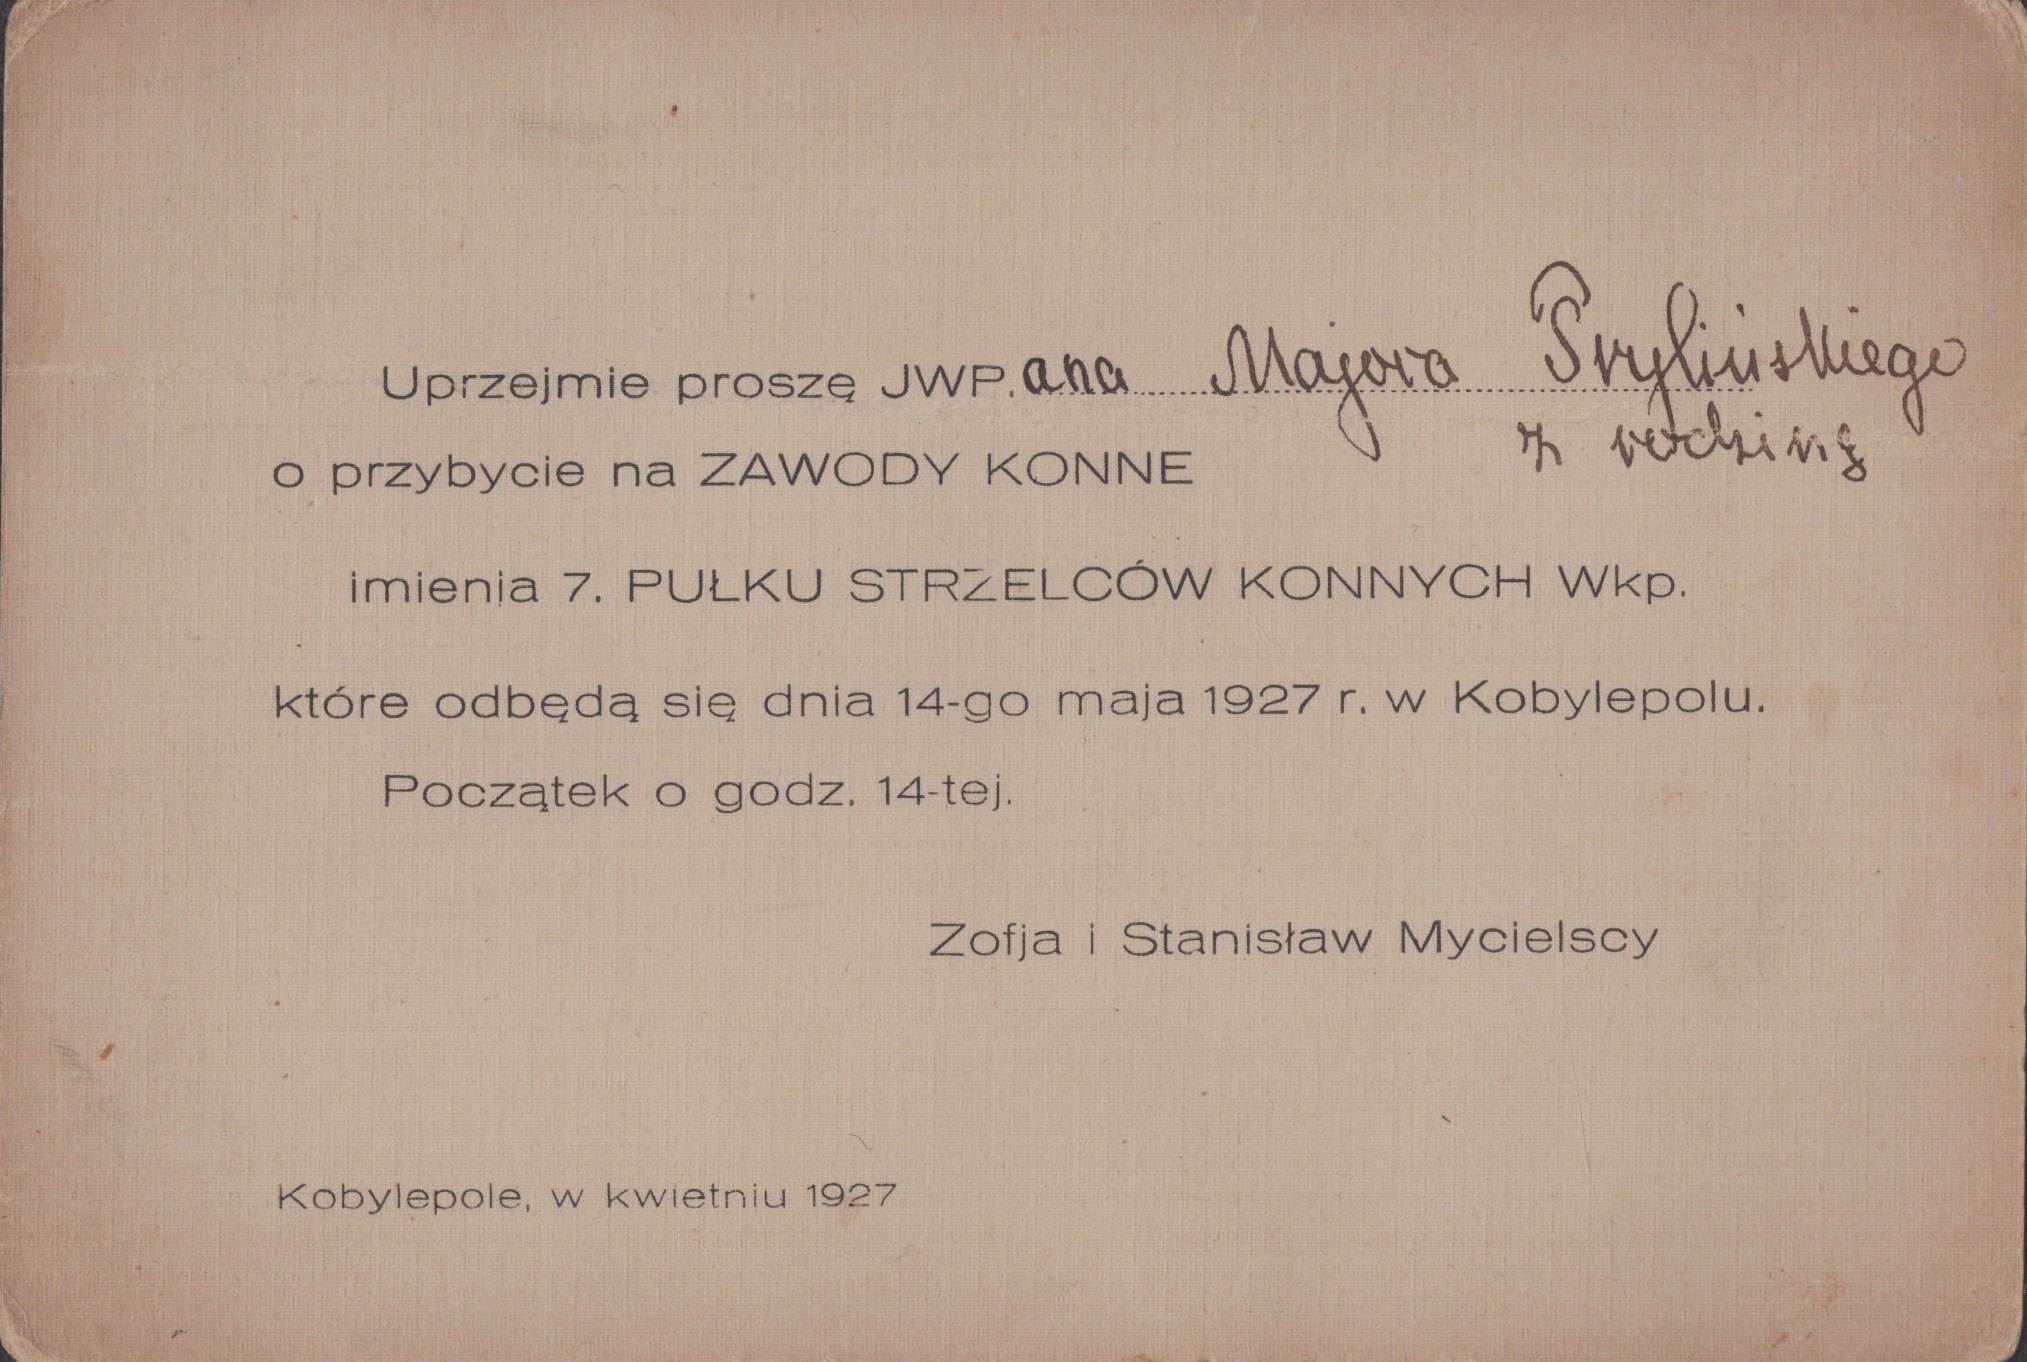 Uprzejmie proszę JWP.ana Majora Prylińskiego
z rodziną
o przybycie na ZAWODY KONNE
imienia 7. PUŁKU STRZELCÓW KONNYCH Wkp.
które odbędą się dnia 14-go maja 1927 r. w Kobylepolu.
Początek o godz. 14-tej.
Zofja i Stanisław Mycielscy
Kobylepole, w kwietniu 1927